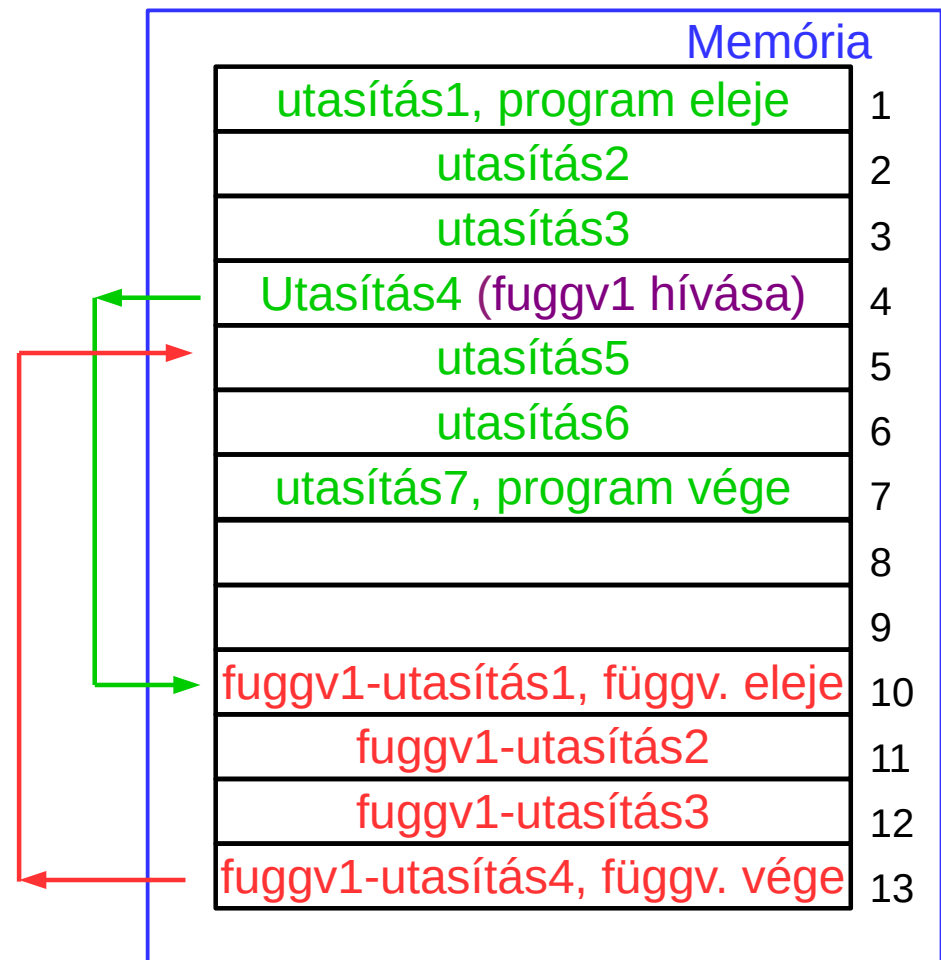 Memória
utasítás1, program eleje 1
utasítás2 2
utasítás3 3
Utasítás4 (fuggv1 hívása) 4
utasítás5 5
utasítás6 6
utasítás7, program vége 7
8
9
fuggv1-utasítás1, függv. eleje 10
fuggv1-utasítás2 11
fuggv1-utasítás3 12
fuggv1-utasítás4, függv. vége 13